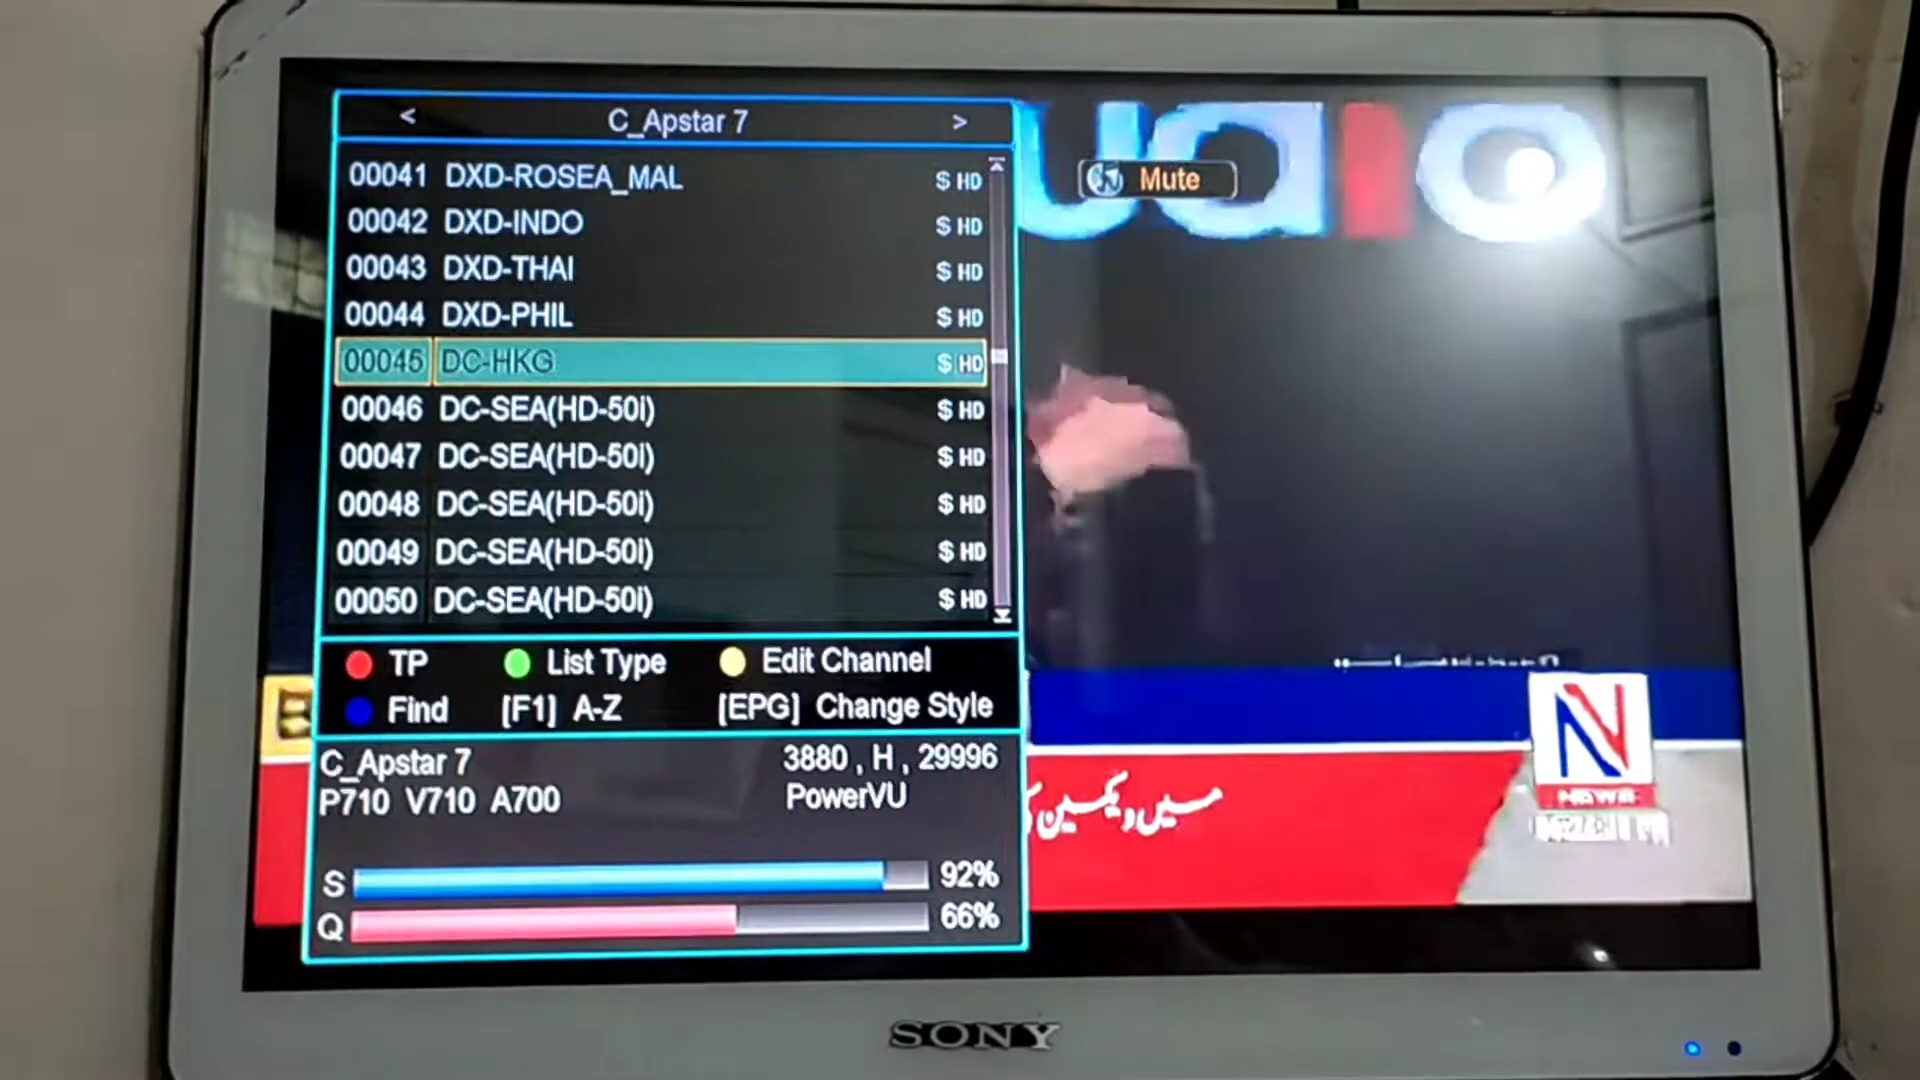 < C_Apstar 7 >
00041 DXD-ROSEA_MAL $ HD
00042 DXD-INDO $ HD
00043 DXD-THAI $ HD
00044 DXD-PHIL $ HD
00045 DC-HKG $ HD
00046 DC-SEA(HD-50i) $ HD
00047 DC-SEA(HD-50i) $ HD
00048 DC-SEA(HD-50i) $ HD
00049 DC-SEA(HD-50i) $ HD
00050 DC-SEA(HD-50i) $ HD
TP List Type Edit Channel
Find [F1] A-Z [EPG] Change Style
C_Apstar 7 3880 , H , 29996
P710 V710 A700 PowerVU
S 92%
Q 66%
Mute
میں ویکسین
N
NEWS
SONY